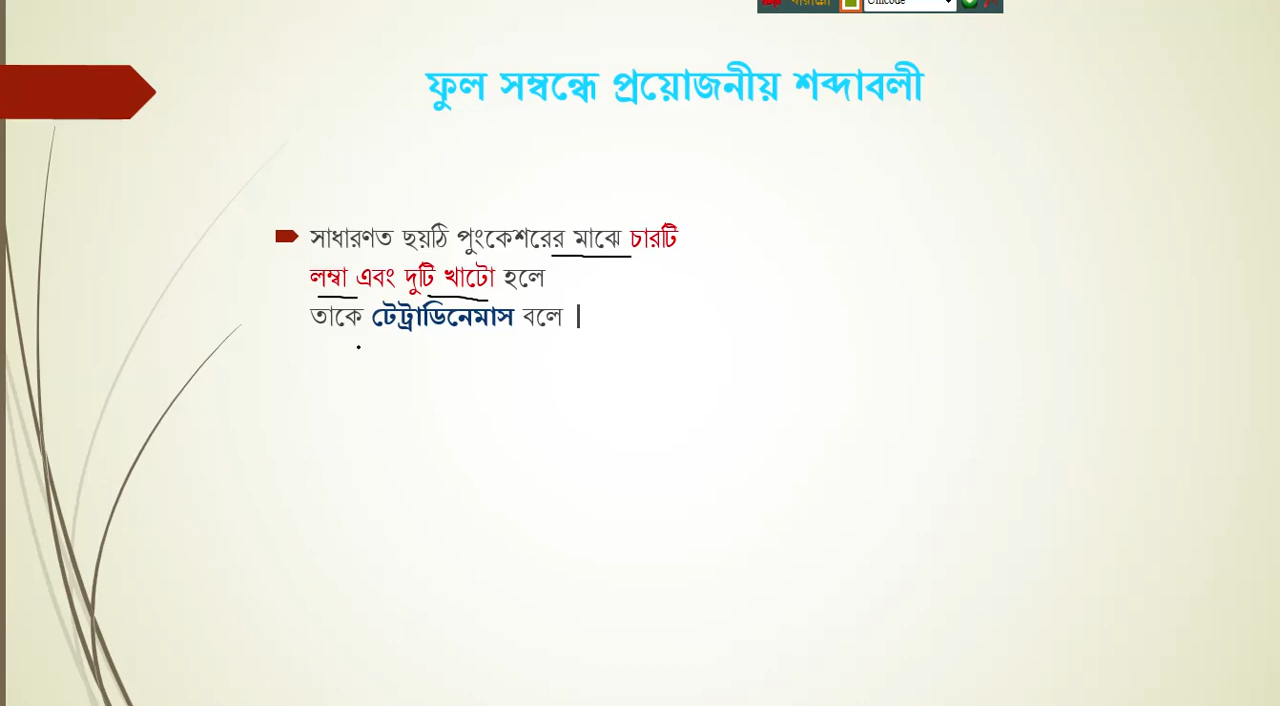 ফুল সম্বন্ধে প্রয়োজনীয় শব্দাবলী
সাধারণত ছয়ঠি পুংকেশরের মাঝে চারটি
লম্বা এবং দুটি খাটো হলে
তাকে টেট্রাডিনেমাস বলে |